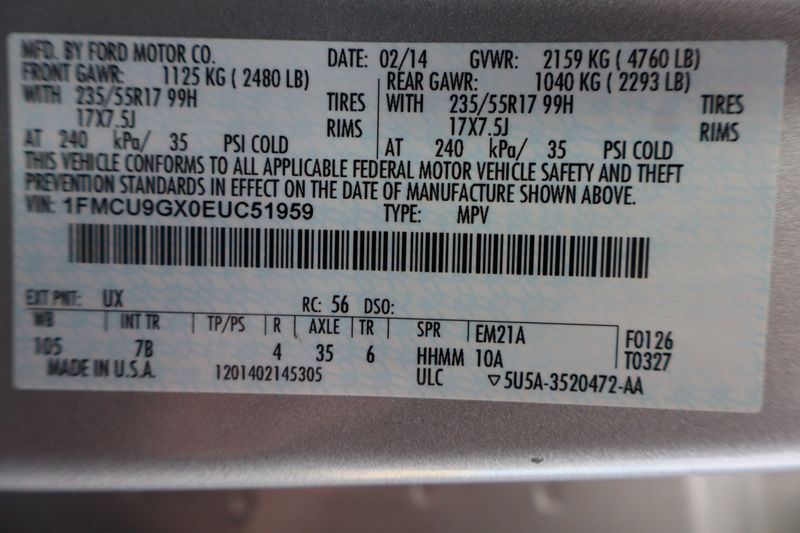 MFD. BY FORD MOTOR CO. DATE: 02/14 GVWR: 2159 KG ( 4760 LB)
FRONT GAWR: 1125 KG ( 2480 LB) REAR GAWR: 1040 KG ( 2293 LB)
WITH 235/55R17 99H TIRES WITH 235/55R17 99H TIRES
17X7.5J RIMS 17X7.5J RIMS
AT 240 kPa/ 35 PSI COLD AT 240 kPa/ 35 PSI COLD
THIS VEHICLE CONFORMS TO ALL APPLICABLE FEDERAL MOTOR VEHICLE SAFETY AND THEFT
PREVENTION STANDARDS IN EFFECT ON THE DATE OF MANUFACTURE SHOWN ABOVE.
VIN: 1FMCU9GX0EUC51959 TYPE: MPV
EXT PNT: UX RC: 56 DSO:
WB INT TR TP/PS R AXLE TR SPR EM21A F0126
105 7B 4 35 6 HHMM 10A T0327
MADE IN U.S.A. 1201402145305 ULC ▽5U5A-3520472-AA